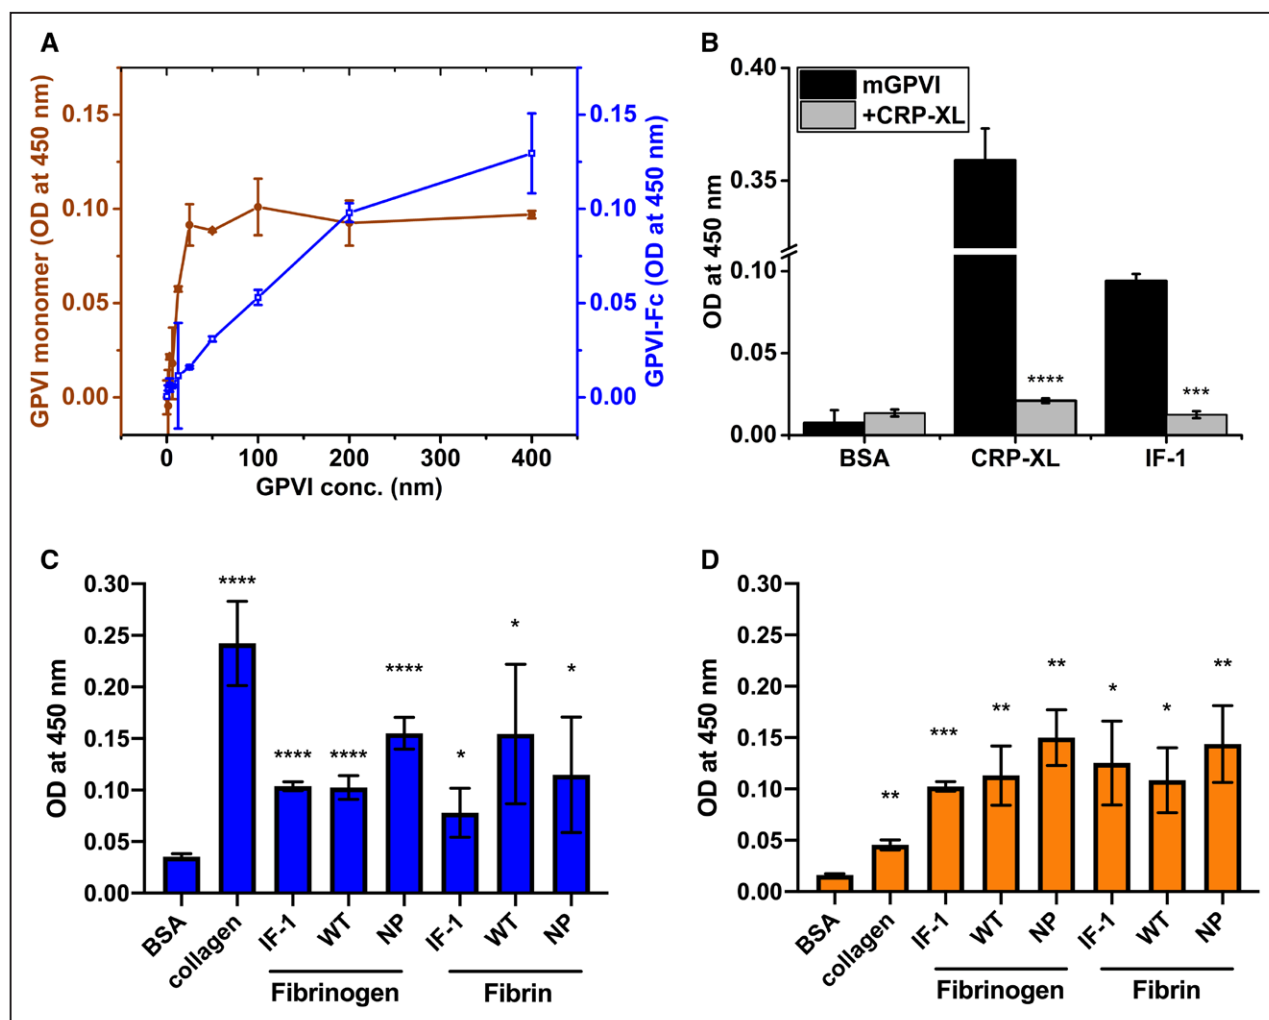 A
GPVI monomer (OD at 450 nm)
0.15
0.10
0.05
0.00
0 100 200 300 400
GPVI conc. (nm)
0.15
0.10
0.05
0.00
GPVI-Fc (OD at 450 nm)
B
OD at 450 nm
0.40
0.35
0.10
0.05
0.00
mGPVI
+CRP-XL
****
***
BSA CRP-XL IF-1
C
OD at 450 nm
0.30
0.25
0.20
0.15
0.10
0.05
0.00
****
****
****
****
*
*
*
BSA collagen IF-1 WT NP IF-1 WT NP
Fibrinogen Fibrin
D
OD at 450 nm
0.30
0.25
0.20
0.15
0.10
0.05
0.00
**
***
**
**
*
*
**
BSA collagen IF-1 WT NP IF-1 WT NP
Fibrinogen Fibrin